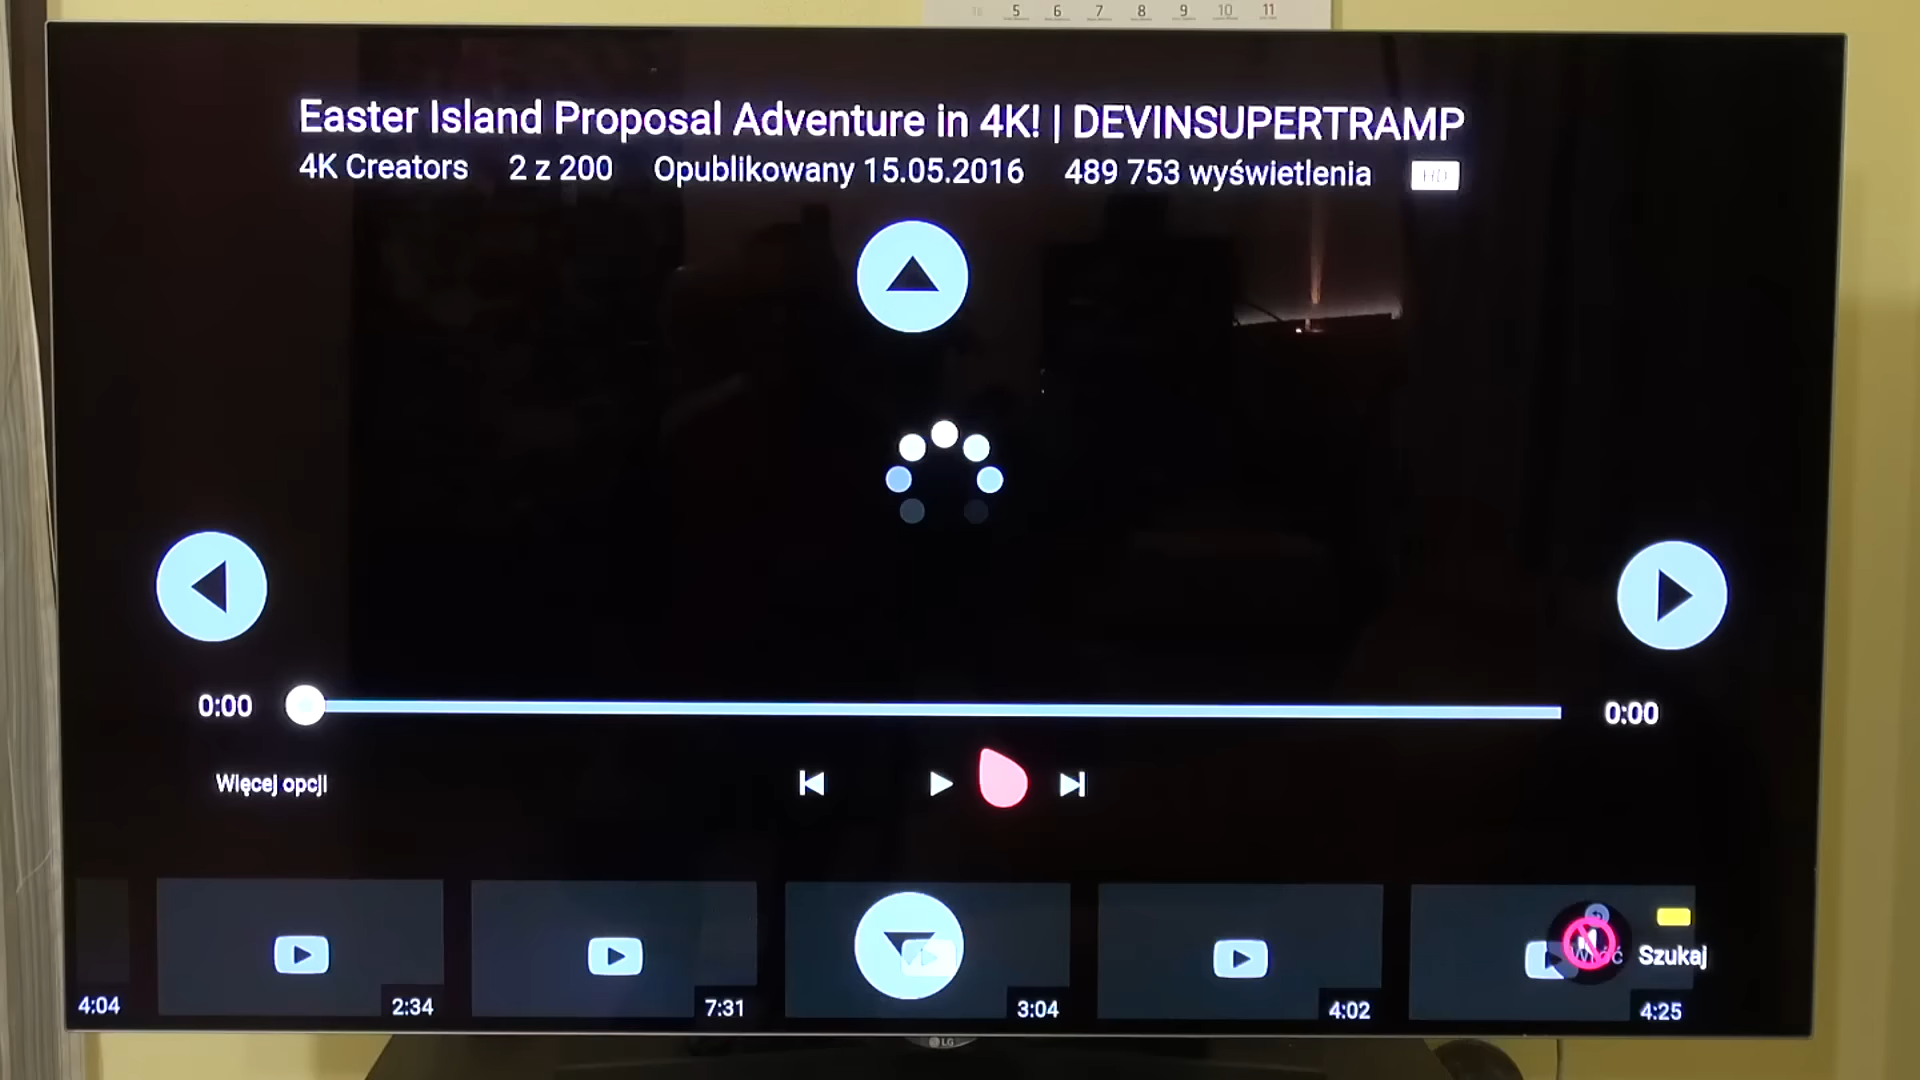 5 6 7 8 9 10 11
Easter Island Proposal Adventure in 4K! | DEVINSUPERTRAMP
4K Creators 2 z 200 Opublikowany 15.05.2016 489 753 wyświetlenia HD
0:00 0:00
Więcej opcji
Szukaj
4:04 2:34 7:31 3:04 4:02 4:25
LG